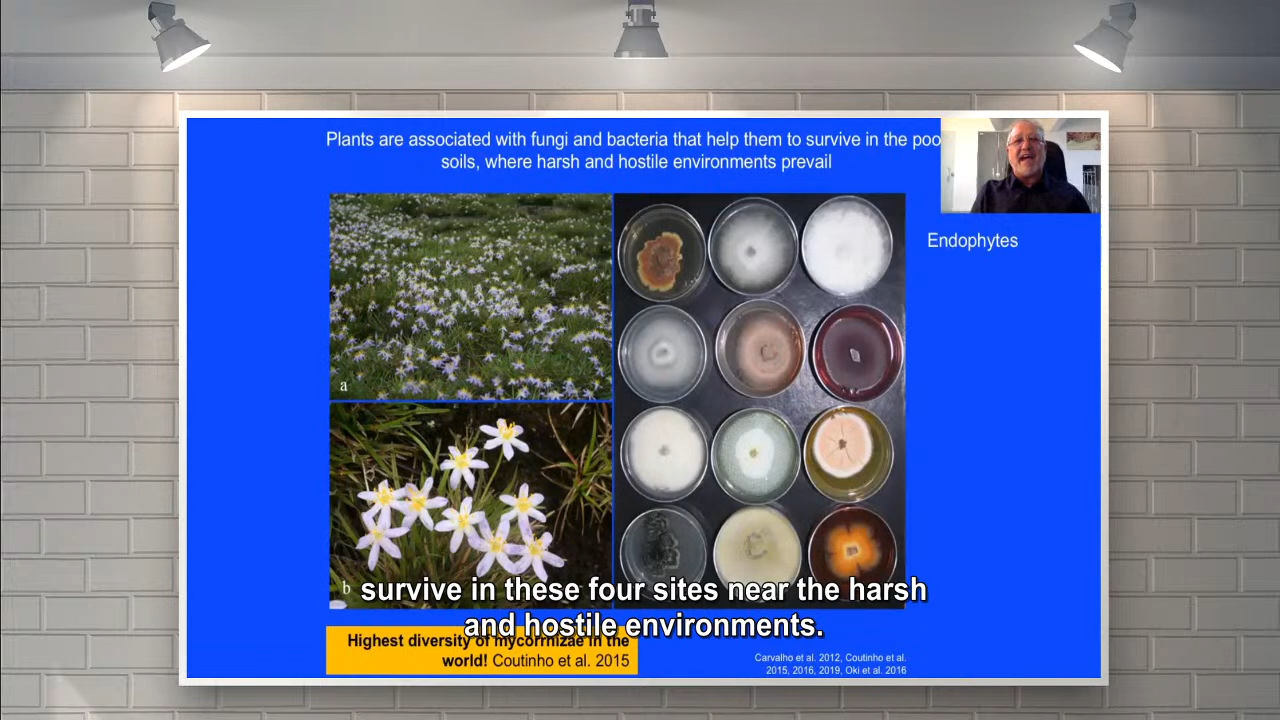 Plants are associated with fungi and bacteria that help them to survive in the poo
soils, where harsh and hostile environments prevail
Endophytes
a
b
survive in these four sites near the harsh
and hostile environments.
Highest diversity of mycorrhizae in the
world! Coutinho et al. 2015
Carvalho et al. 2012, Coutinho et al.
2015, 2016, 2019, Oki et al. 2016